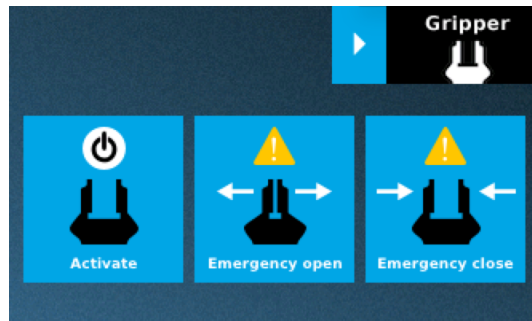 Gripper
Activate
Emergency open
Emergency close